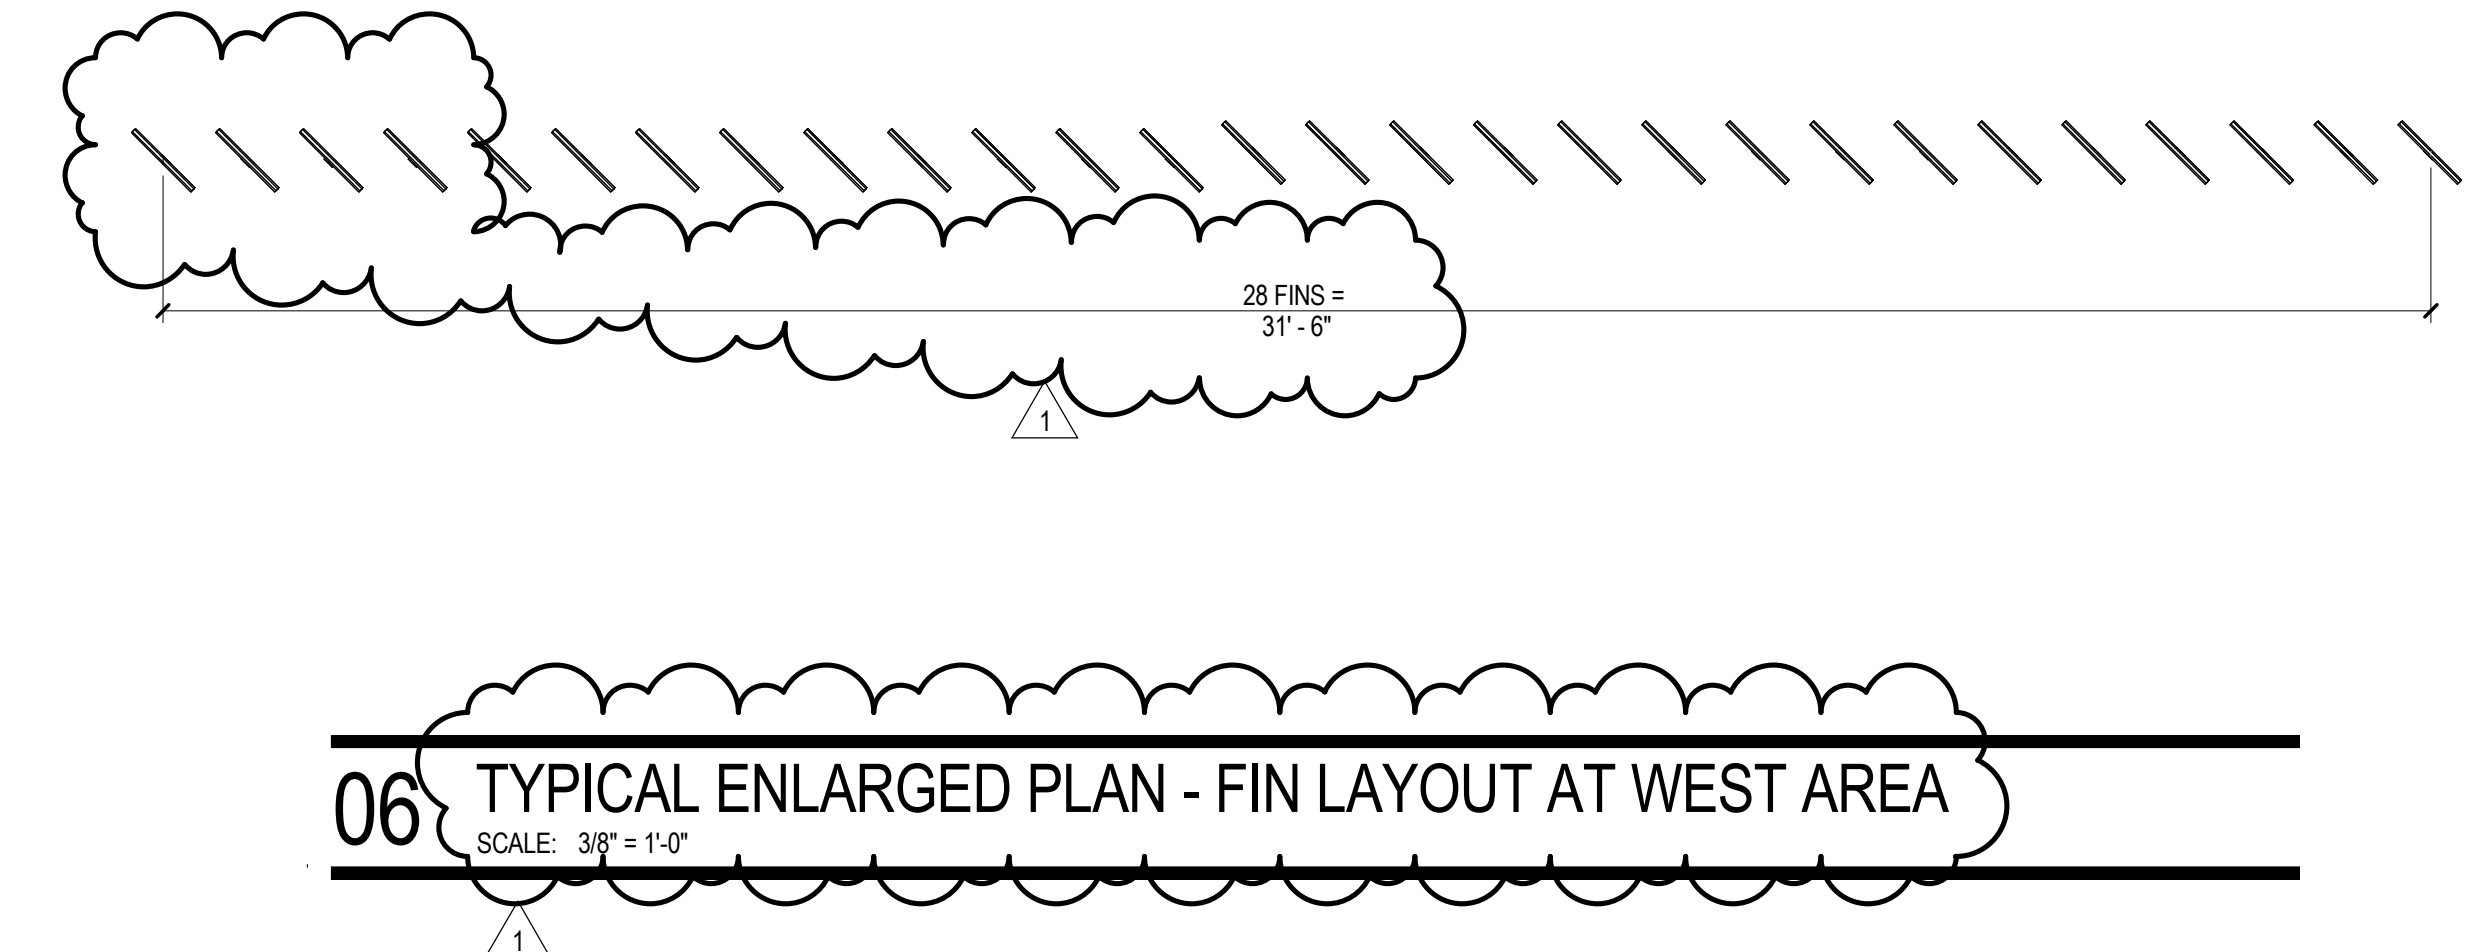 28 FINS =
31' - 6"
1
06
TYPICAL ENLARGED PLAN - FIN LAYOUT AT WEST AREA
SCALE: 3/8" = 1'-0"
1